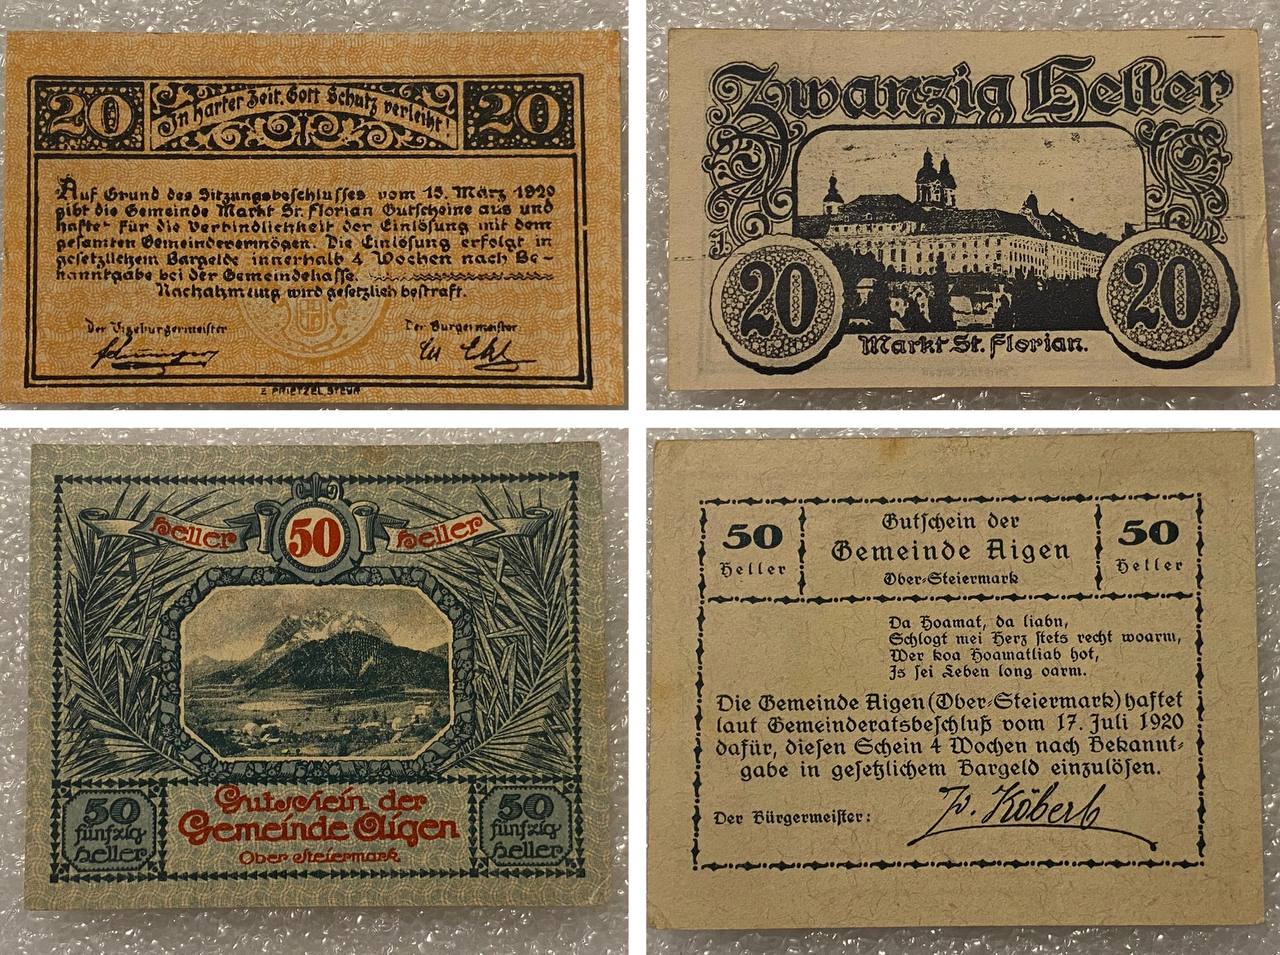 20
In harter Zeit. Gott Schutz verleiht!
20
Auf Grund des Sitzungsbeschlusses vom 15. März 1920
gibt die Gemeinde Markt St. Florian Gutscheine aus und
haftet für die Verbindlichkeit der Einlösung mit dem
gesamten Gemeindevermögen. Die Einlösung erfolgt in
gesetzlichem Bargelde innerhalb 4 Wochen nach Be-
kanntgabe bei der Gemeindekasse.
Nachahmung wird gesetzlich bestraft.
Der Vizebürgermeister
Der Bürgermeister
E PRIETZEL STEYR
Zwanzig Heller
20
20
Markt St. Florian.
Heller
50
Heller
50
fünfzig
Heller
Gutschein der
Gemeinde Aigen
Ober Steiermark
50
fünfzig
Heller
50
Heller
Gutschein der
Gemeinde Aigen
Ober-Steiermark
50
Heller
Da Hoamat, da liabn,
Schlogt mei Herz stets recht woarm,
Wer koa Hoamatliab hot,
Is sei Leben long oarm.
Die Gemeinde Aigen (Ober-Steiermark) haftet
laut Gemeinderatsbeschluß vom 17. Juli 1920
dafür, diesen Schein 4 Wochen nach Bekannt-
gabe in gesetzlichem Bargeld einzulösen.
Der Bürgermeister:
Köberl